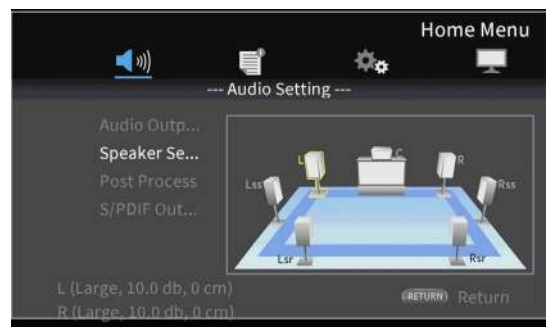 Home Menu
--- Audio Setting ---
Audio Outp...
Speaker Se...
Post Process
S/PDIF Out...
L
C
R
Lss
Rss
Lsr
Rsr
L (Large, 10.0 db, 0 cm)
R (Large, 10.0 db, 0 cm)
RETURN Return